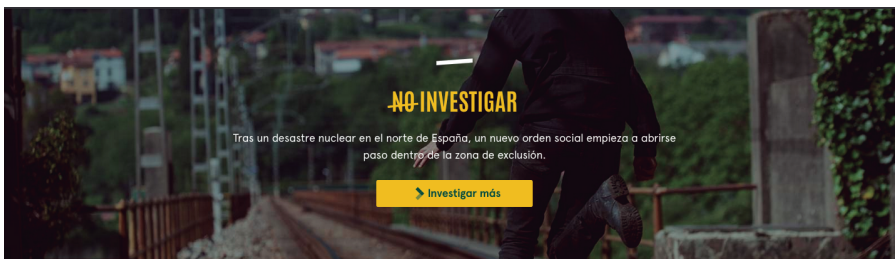 NO INVESTIGAR
Tras un desastre nuclear en el norte de España, un nuevo orden social empieza a abrirse
paso dentro de la zona de exclusión.
Investigar más